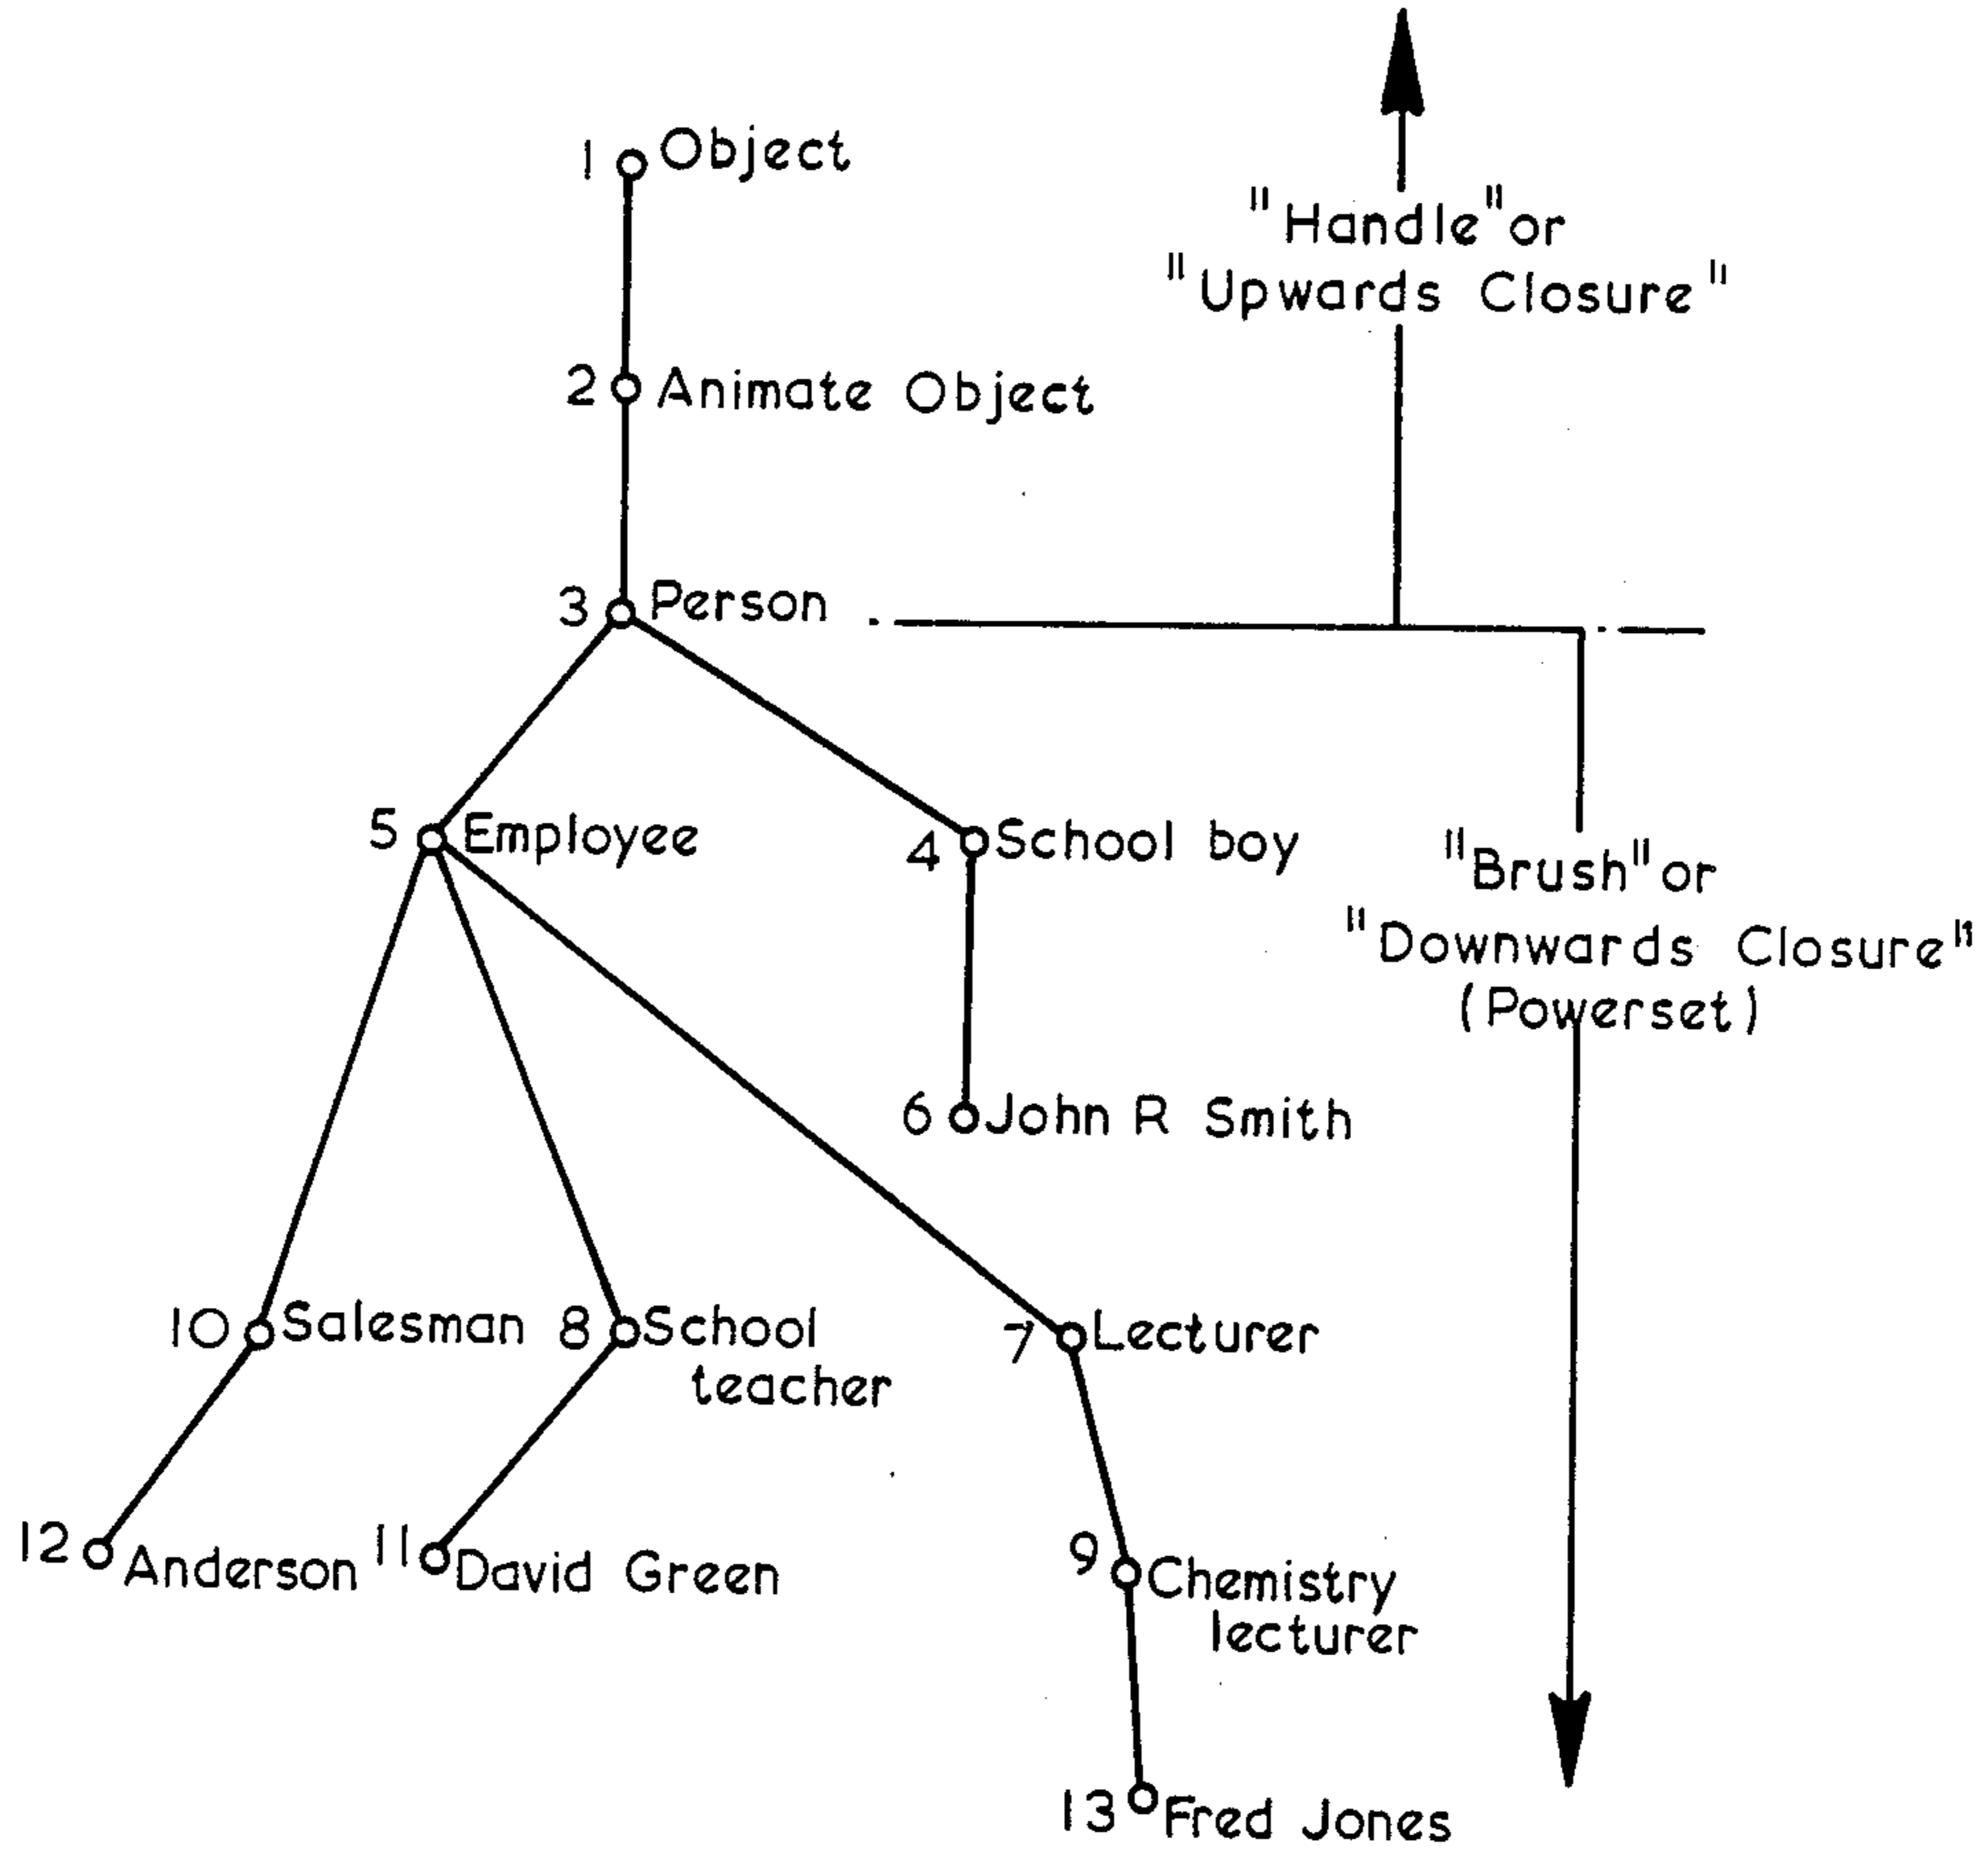 1 Object
"Handle" or
"Upwards Closure"
2 Animate Object
3 Person
5 Employee
4 School boy
"Brush" or
"Downwards Closure"
(Powerset)
6 John R Smith
10 Salesman
8 School
teacher
7 Lecturer
12 Anderson
11 David Green
9 Chemistry
lecturer
13 Fred Jones